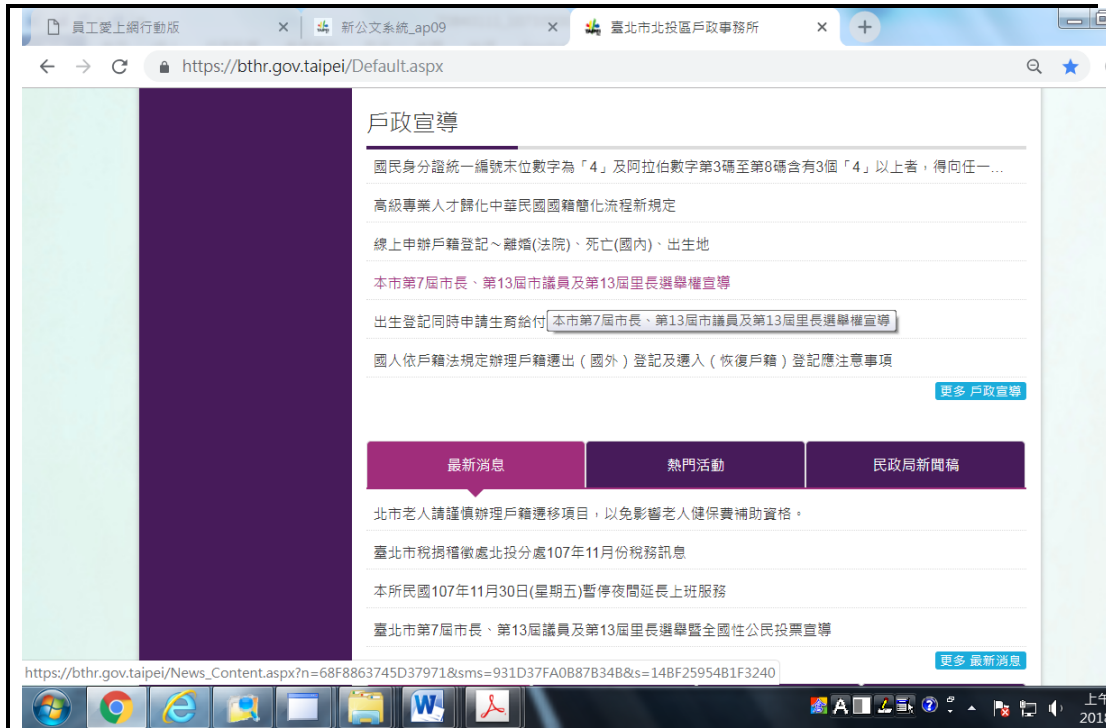 員工愛上網行動版
新公文系統_ap09
臺北市北投區戶政事務所
https://bthr.gov.taipei/Default.aspx
戶政宣導
國民身分證統一編號末位數字為「4」及阿拉伯數字第3碼至第8碼含有3個「4」以上者，得向任一...
高級專業人才歸化中華民國國籍簡化流程新規定
線上申辦戶籍登記～離婚(法院)、死亡(國內)、出生地
本市第7屆市長、第13屆市議員及第13屆里長選舉權宣導
出生登記同時申請生育給付
本市第7屆市長、第13屆市議員及第13屆里長選舉權宣導
國人依戶籍法規定辦理戶籍遷出（國外）登記及遷入（恢復戶籍）登記應注意事項
更多 戶政宣導
最新消息
熱門活動
民政局新聞稿
北市老人請謹慎辦理戶籍遷移項目，以免影響老人健保費補助資格。
臺北市稅捐稽徵處北投分處107年11月份稅務訊息
本所民國107年11月30日(星期五)暫停夜間延長上班服務
臺北市第7屆市長、第13屆議員及第13屆里長選舉暨全國性公民投票宣導
更多 最新消息
https://bthr.gov.taipei/News_Content.aspx?n=68F8863745D37971&sms=931D37FA0B87B34B&s=14BF25954B1F3240
A
上午